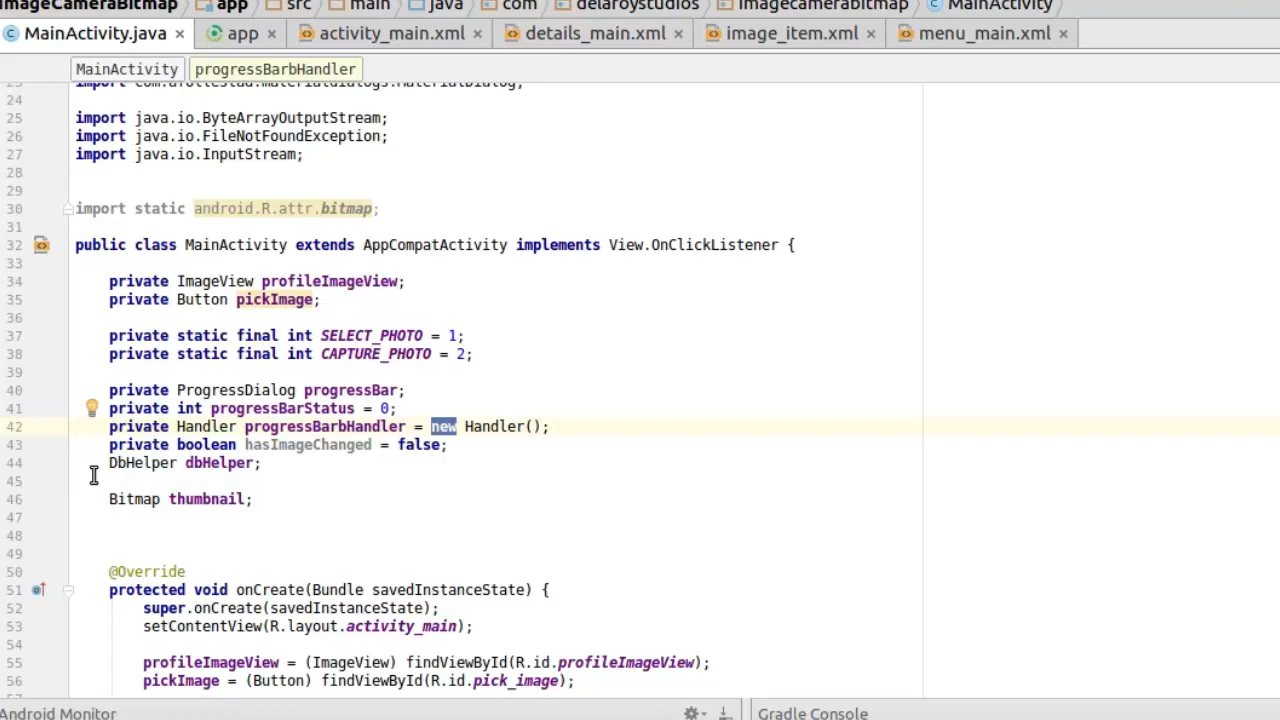 ImageCameraBitmap app src main java com delaroystudios imagecamerabitmap MainActivity
MainActivity.java × app × activity_main.xml × details_main.xml × image_item.xml × menu_main.xml ×
MainActivity progressBarbHandler
23 import com.afollestad.materialdialogs.MaterialDialog;
24
25 import java.io.ByteArrayOutputStream;
26 import java.io.FileNotFoundException;
27 import java.io.InputStream;
28
29
30 import static android.R.attr.bitmap;
31
32 public class MainActivity extends AppCompatActivity implements View.OnClickListener {
33
34 private ImageView profileImageView;
35 private Button pickImage;
36
37 private static final int SELECT_PHOTO = 1;
38 private static final int CAPTURE_PHOTO = 2;
39
40 private ProgressDialog progressBar;
41 private int progressBarStatus = 0;
42 private Handler progressBarbHandler = new Handler();
43 private boolean hasImageChanged = false;
44 DbHelper dbHelper;
45
46 Bitmap thumbnail;
47
48
49
50 @Override
51 protected void onCreate(Bundle savedInstanceState) {
52 super.onCreate(savedInstanceState);
53 setContentView(R.layout.activity_main);
54
55 profileImageView = (ImageView) findViewById(R.id.profileImageView);
56 pickImage = (Button) findViewById(R.id.pick_image);
Android Monitor Gradle Console